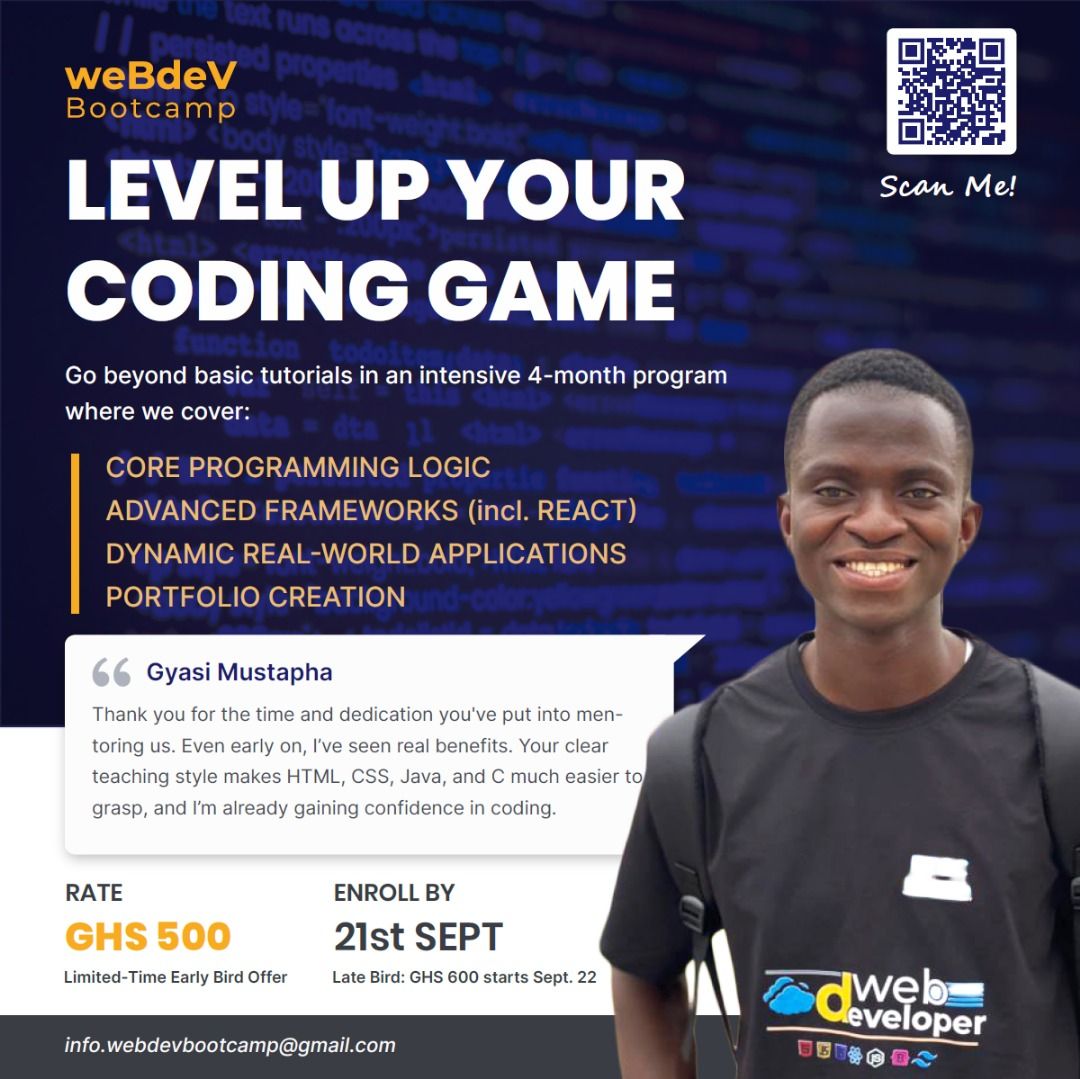 weBdeV
Bootcamp
Scan Me!
LEVEL UP YOUR
CODING GAME
Go beyond basic tutorials in an intensive 4-month program
where we cover:
CORE PROGRAMMING LOGIC
ADVANCED FRAMEWORKS (incl. REACT)
DYNAMIC REAL-WORLD APPLICATIONS
PORTFOLIO CREATION
Gyasi Mustapha
Thank you for the time and dedication you've put into men-
toring us. Even early on, I've seen real benefits. Your clear
teaching style makes HTML, CSS, Java, and C much easier to
grasp, and I'm already gaining confidence in coding.
RATE
GHS 500
Limited-Time Early Bird Offer
ENROLL BY
21st SEPT
Late Bird: GHS 600 starts Sept. 22
info.webdevbootcamp@gmail.com
web
developer